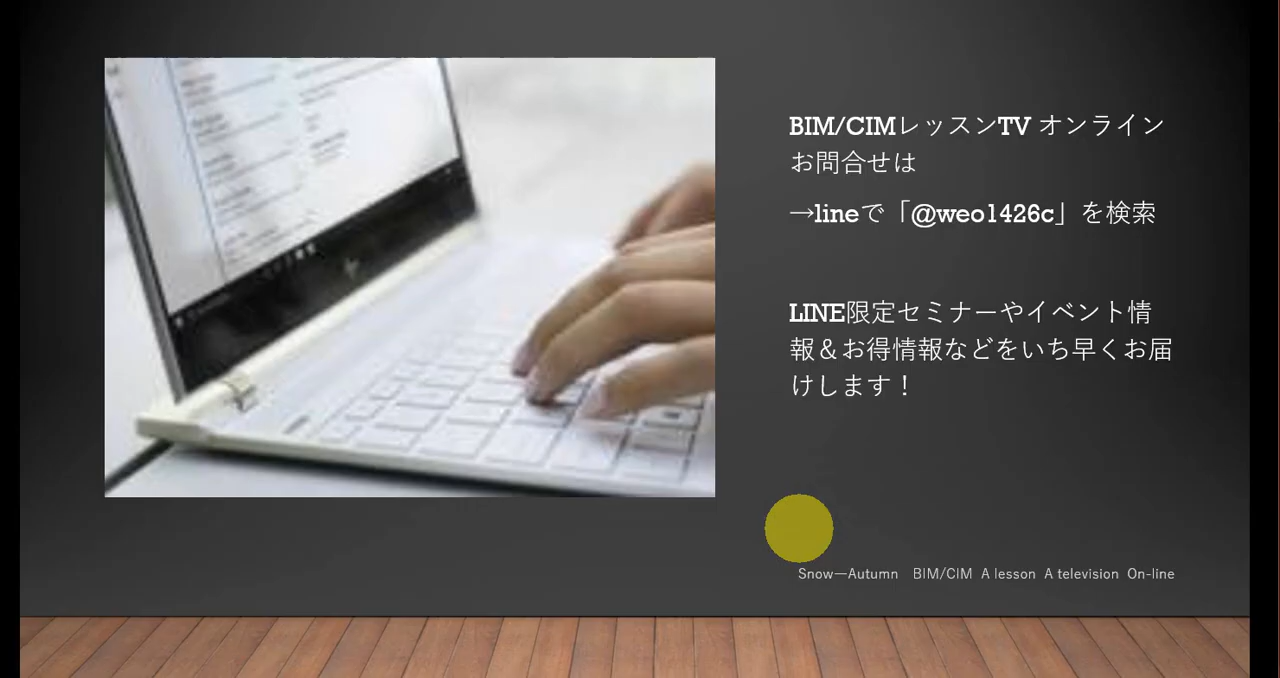 BIM/CIMレッスンTV オンライン
お問合せは
→lineで「@weo1426c」を検索
LINE限定セミナーやイベント情
報＆お得情報などをいち早くお届
けします！
Snow—Autumn BIM/CIM A lesson A television On-line